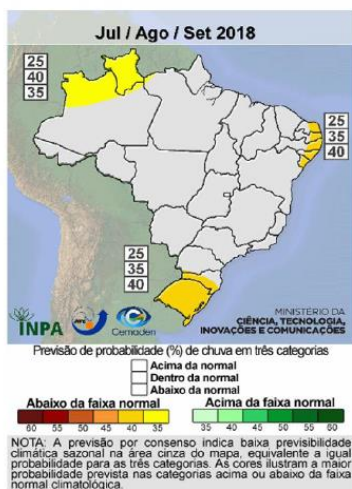 Jul / Ago / Set 2018
25
40
35
25
35
40
25
35
40
INPA
Cemaden
MINISTÉRIO DA
CIÊNCIA, TECNOLOGIA,
INOVAÇÕES E COMUNICAÇÕES
Previsão de probabilidade (%) de chuva em três categorias
Acima da normal
Dentro da normal
Abaixo da normal
Abaixo da faixa normal
Acima da faixa normal
60 55 50 45 40 35
35 40 45 50 55 60
NOTA: A previsão por consenso indica baixa previsibilidade
climática sazonal na área cinza do mapa, equivalente a igual
probabilidade para as três categorias. As cores ilustram a maior
probabilidade prevista nas categorias acima ou abaixo da faixa
normal climatológica.